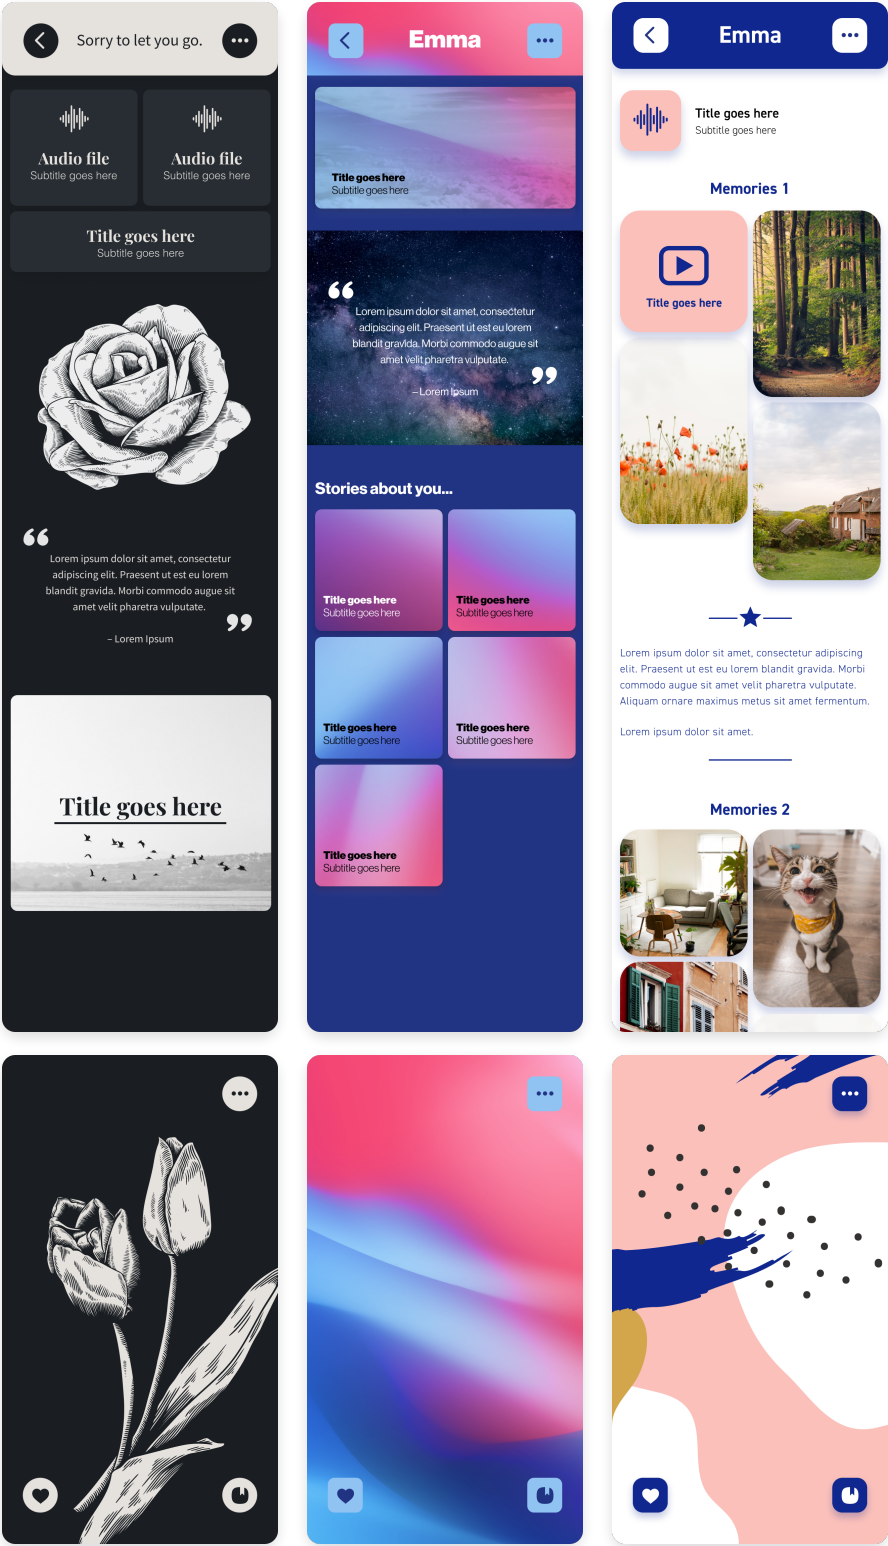 Sorry to let you go.
Audio file
Subtitle goes here
Audio file
Subtitle goes here
Title goes here
Subtitle goes here
“
Lorem ipsum dolor sit amet, consectetur
adipiscing elit. Praesent ut est eu lorem
blandit gravida. Morbi commodo augue sit
amet velit pharetra vulputate.
”
– Lorem Ipsum
Title goes here
Emma
Title goes here
Subtitle goes here
“
Lorem ipsum dolor sit amet, consectetur
adipiscing elit. Praesent ut est eu lorem
blandit gravida. Morbi commodo augue sit
amet velit pharetra vulputate.
”
– Lorem Ipsum
Stories about you...
Title goes here
Subtitle goes here
Title goes here
Subtitle goes here
Title goes here
Subtitle goes here
Title goes here
Subtitle goes here
Title goes here
Subtitle goes here
Emma
Title goes here
Subtitle goes here
Memories 1
Title goes here
Lorem ipsum dolor sit amet, consectetur adipiscing
elit. Praesent ut est eu lorem blandit gravida. Morbi
commodo augue sit amet velit pharetra vulputate.
Aliquam ornare maximus metus sit amet fermentum.
Lorem ipsum dolor sit amet.
Memories 2